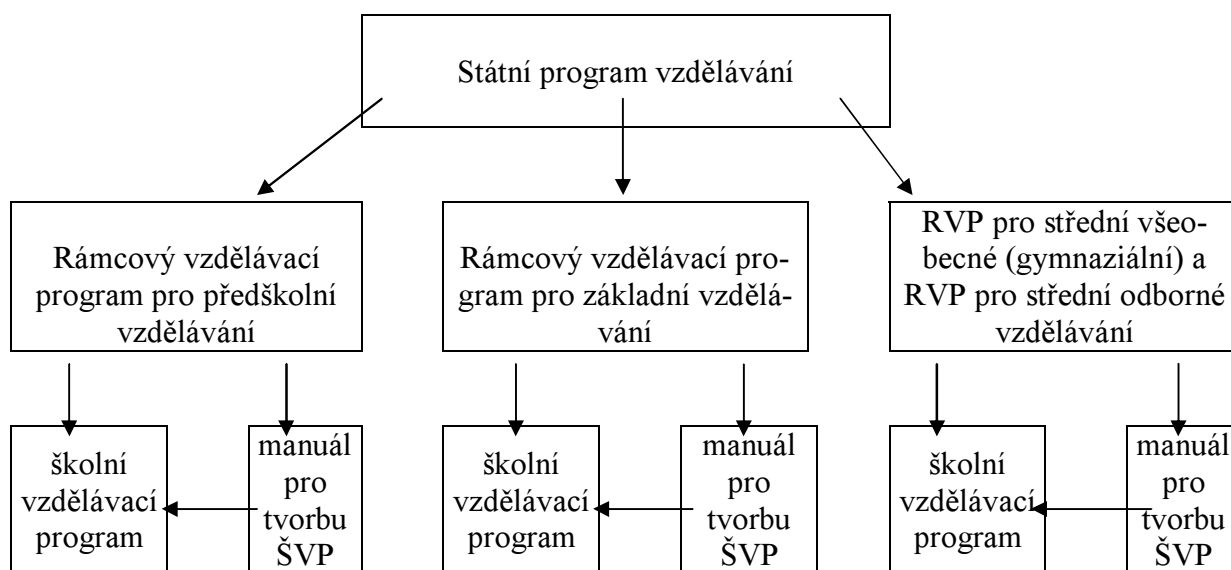 Státní program vzdělávání
Rámcový vzdělávací
program pro předškolní
vzdělávání
Rámcový vzdělávací pro-
gram pro základní vzdělá-
vání
RVP pro střední všeo-
becné (gymnaziální) a
RVP pro střední odborné
vzdělávání
školní
vzdělávací
program
manuál
pro
tvorbu
ŠVP
školní
vzdělávací
program
manuál
pro
tvorbu
ŠVP
školní
vzdělávací
program
manuál
pro
tvorbu
ŠVP